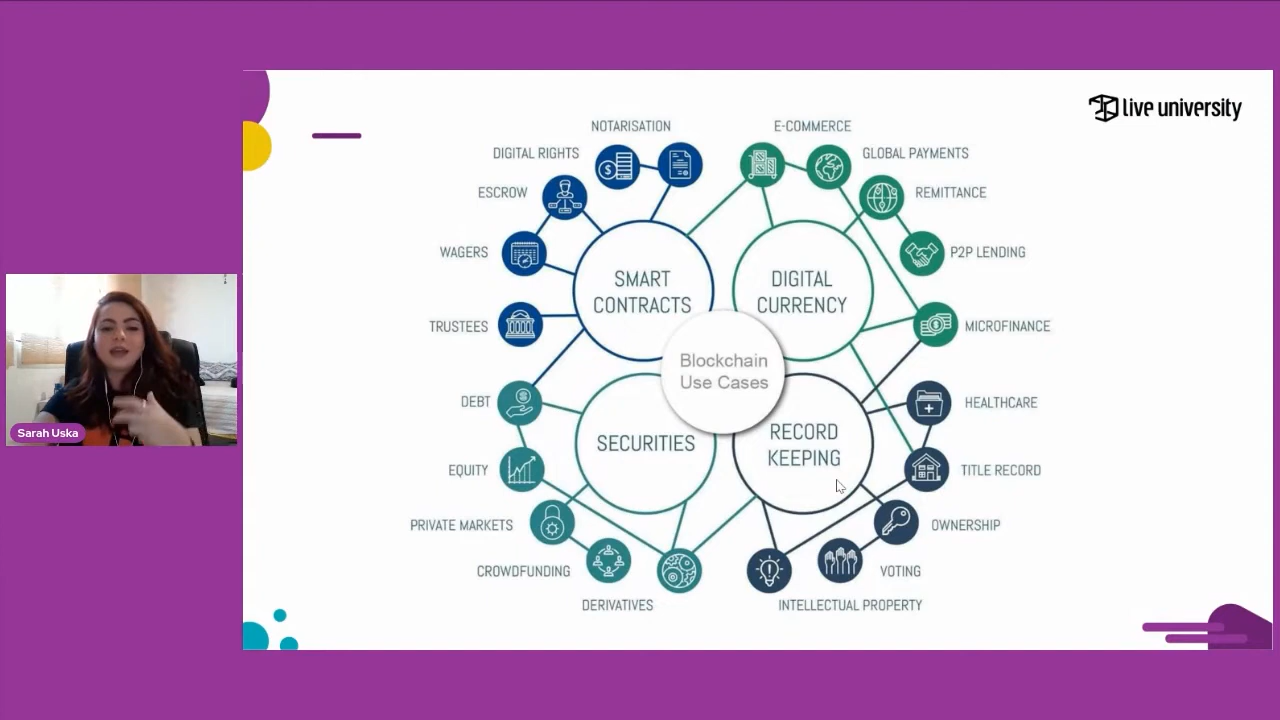 live university
NOTARISATION
E-COMMERCE
DIGITAL RIGHTS
GLOBAL PAYMENTS
ESCROW
REMITTANCE
WAGERS
P2P LENDING
SMART
CONTRACTS
DIGITAL
CURRENCY
TRUSTEES
MICROFINANCE
Blockchain
Use Cases
DEBT
HEALTHCARE
SECURITIES
RECORD
KEEPING
Sarah Uska
EQUITY
TITLE RECORD
PRIVATE MARKETS
OWNERSHIP
CROWDFUNDING
VOTING
DERIVATIVES
INTELLECTUAL PROPERTY